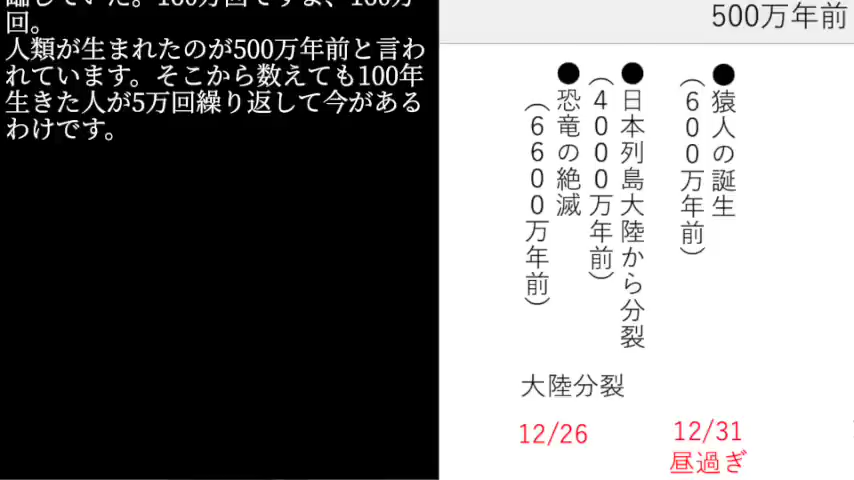 回。
人類が生まれたのが500万年前と言わ
れています。そこから数えても100年
生きた人が5万回繰り返して今がある
わけです。
500万年前
●猿人の誕生
（600万年前）
●日本列島大陸から分裂
（4000万年前）
●恐竜の絶滅
（6600万年前）
大陸分裂
12/26
12/31
昼過ぎ